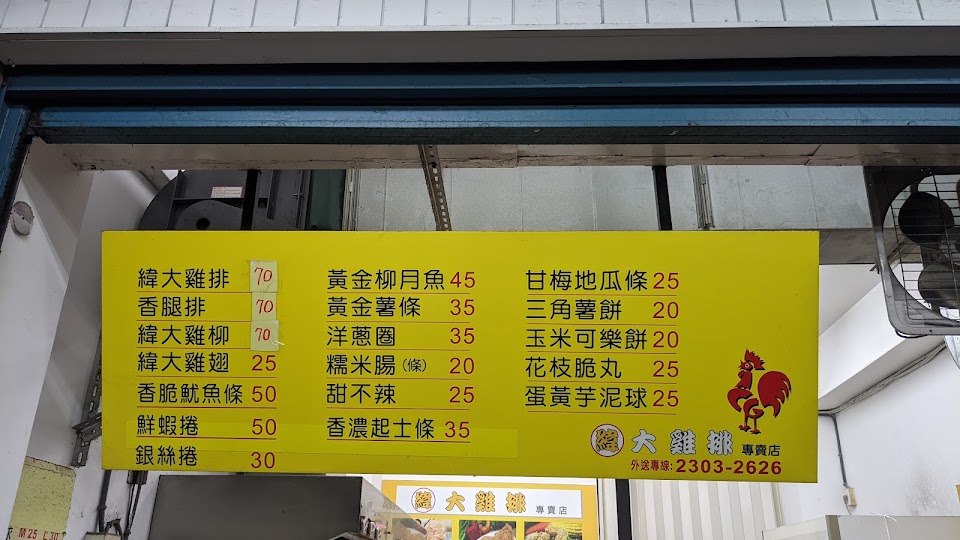 緯大雞排 70
香腿排 70
緯大雞柳 70
緯大雞翅 25
香脆魷魚條 50
鮮蝦捲 50
銀絲捲 30
黃金柳月魚 45
黃金薯條 35
洋蔥圈 35
糯米腸(條) 20
甜不辣 25
香濃起士條 35
甘梅地瓜條 25
三角薯餅 20
玉米可樂餅 20
花枝脆丸 25
蛋黃芋泥球 25
緯 大雞排 專賣店
外送專線:2303-2626
緯 大雞排 專賣店
M25 L30